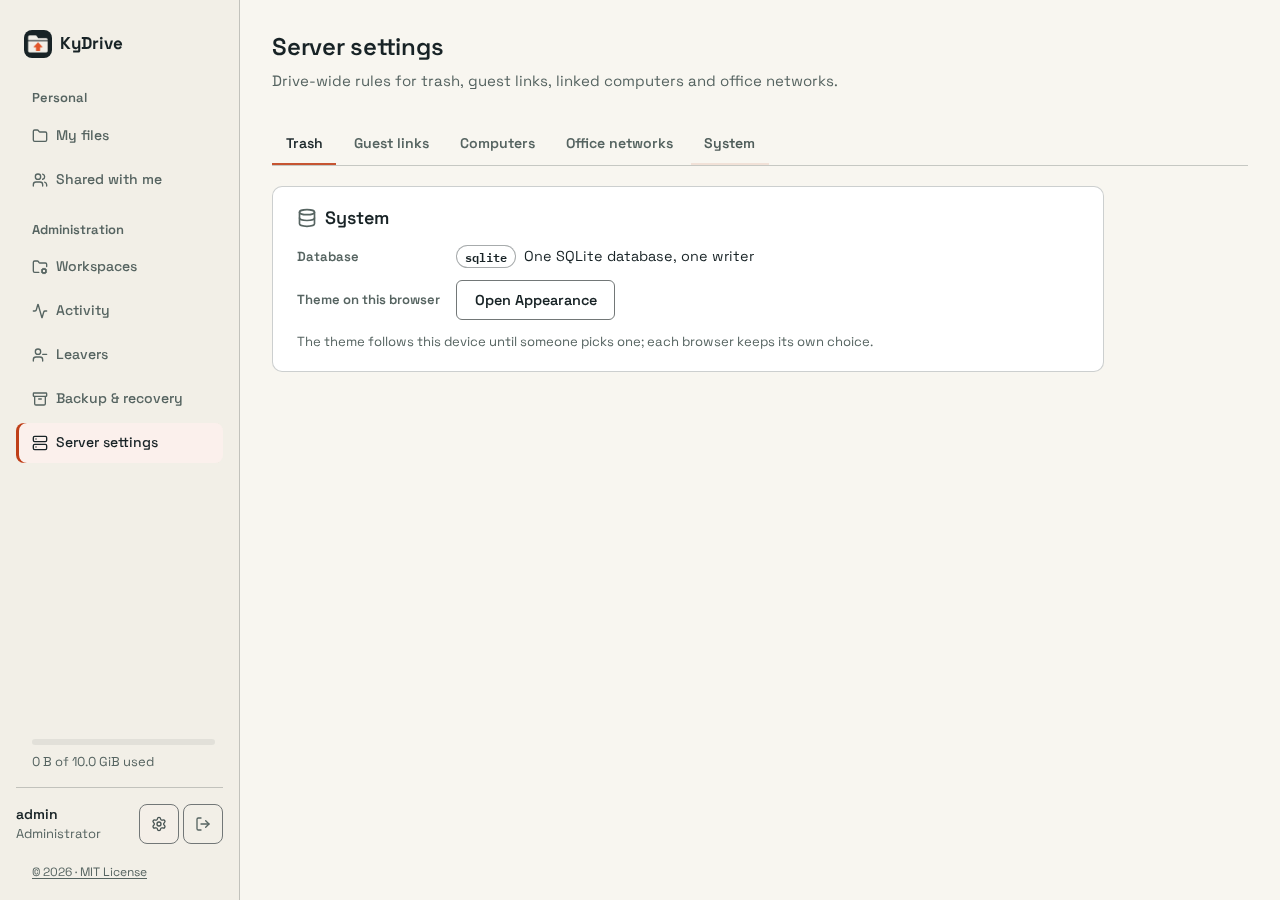 KyDrive
Personal
My files
Shared with me
Administration
Workspaces
Activity
Leavers
Backup & recovery
Server settings
0 B of 10.0 GiB used
admin
Administrator
© 2026 · MIT License
Server settings
Drive-wide rules for trash, guest links, linked computers and office networks.
Trash Guest links Computers Office networks System
System
Database sqlite One SQLite database, one writer
Theme on this browser Open Appearance
The theme follows this device until someone picks one; each browser keeps its own choice.